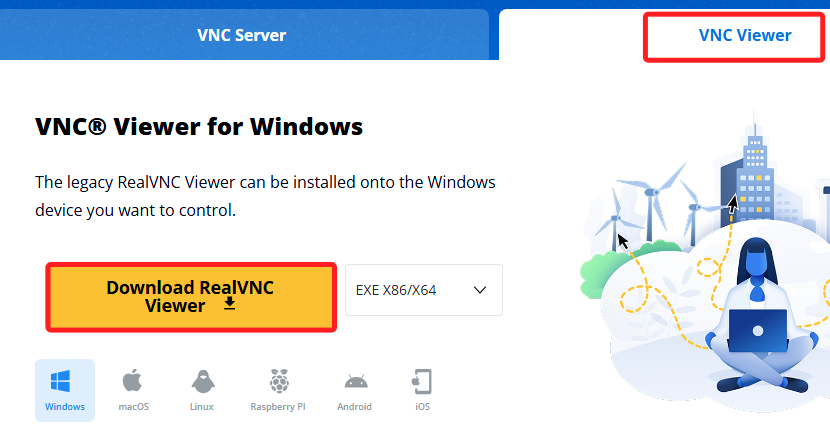 VNC Server
VNC Viewer
VNC® Viewer for Windows
The legacy RealVNC Viewer can be installed onto the Windows
device you want to control.
Download RealVNC
Viewer
EXE X86/X64
Windows
macOS
Linux
Raspberry PI
Android
iOS